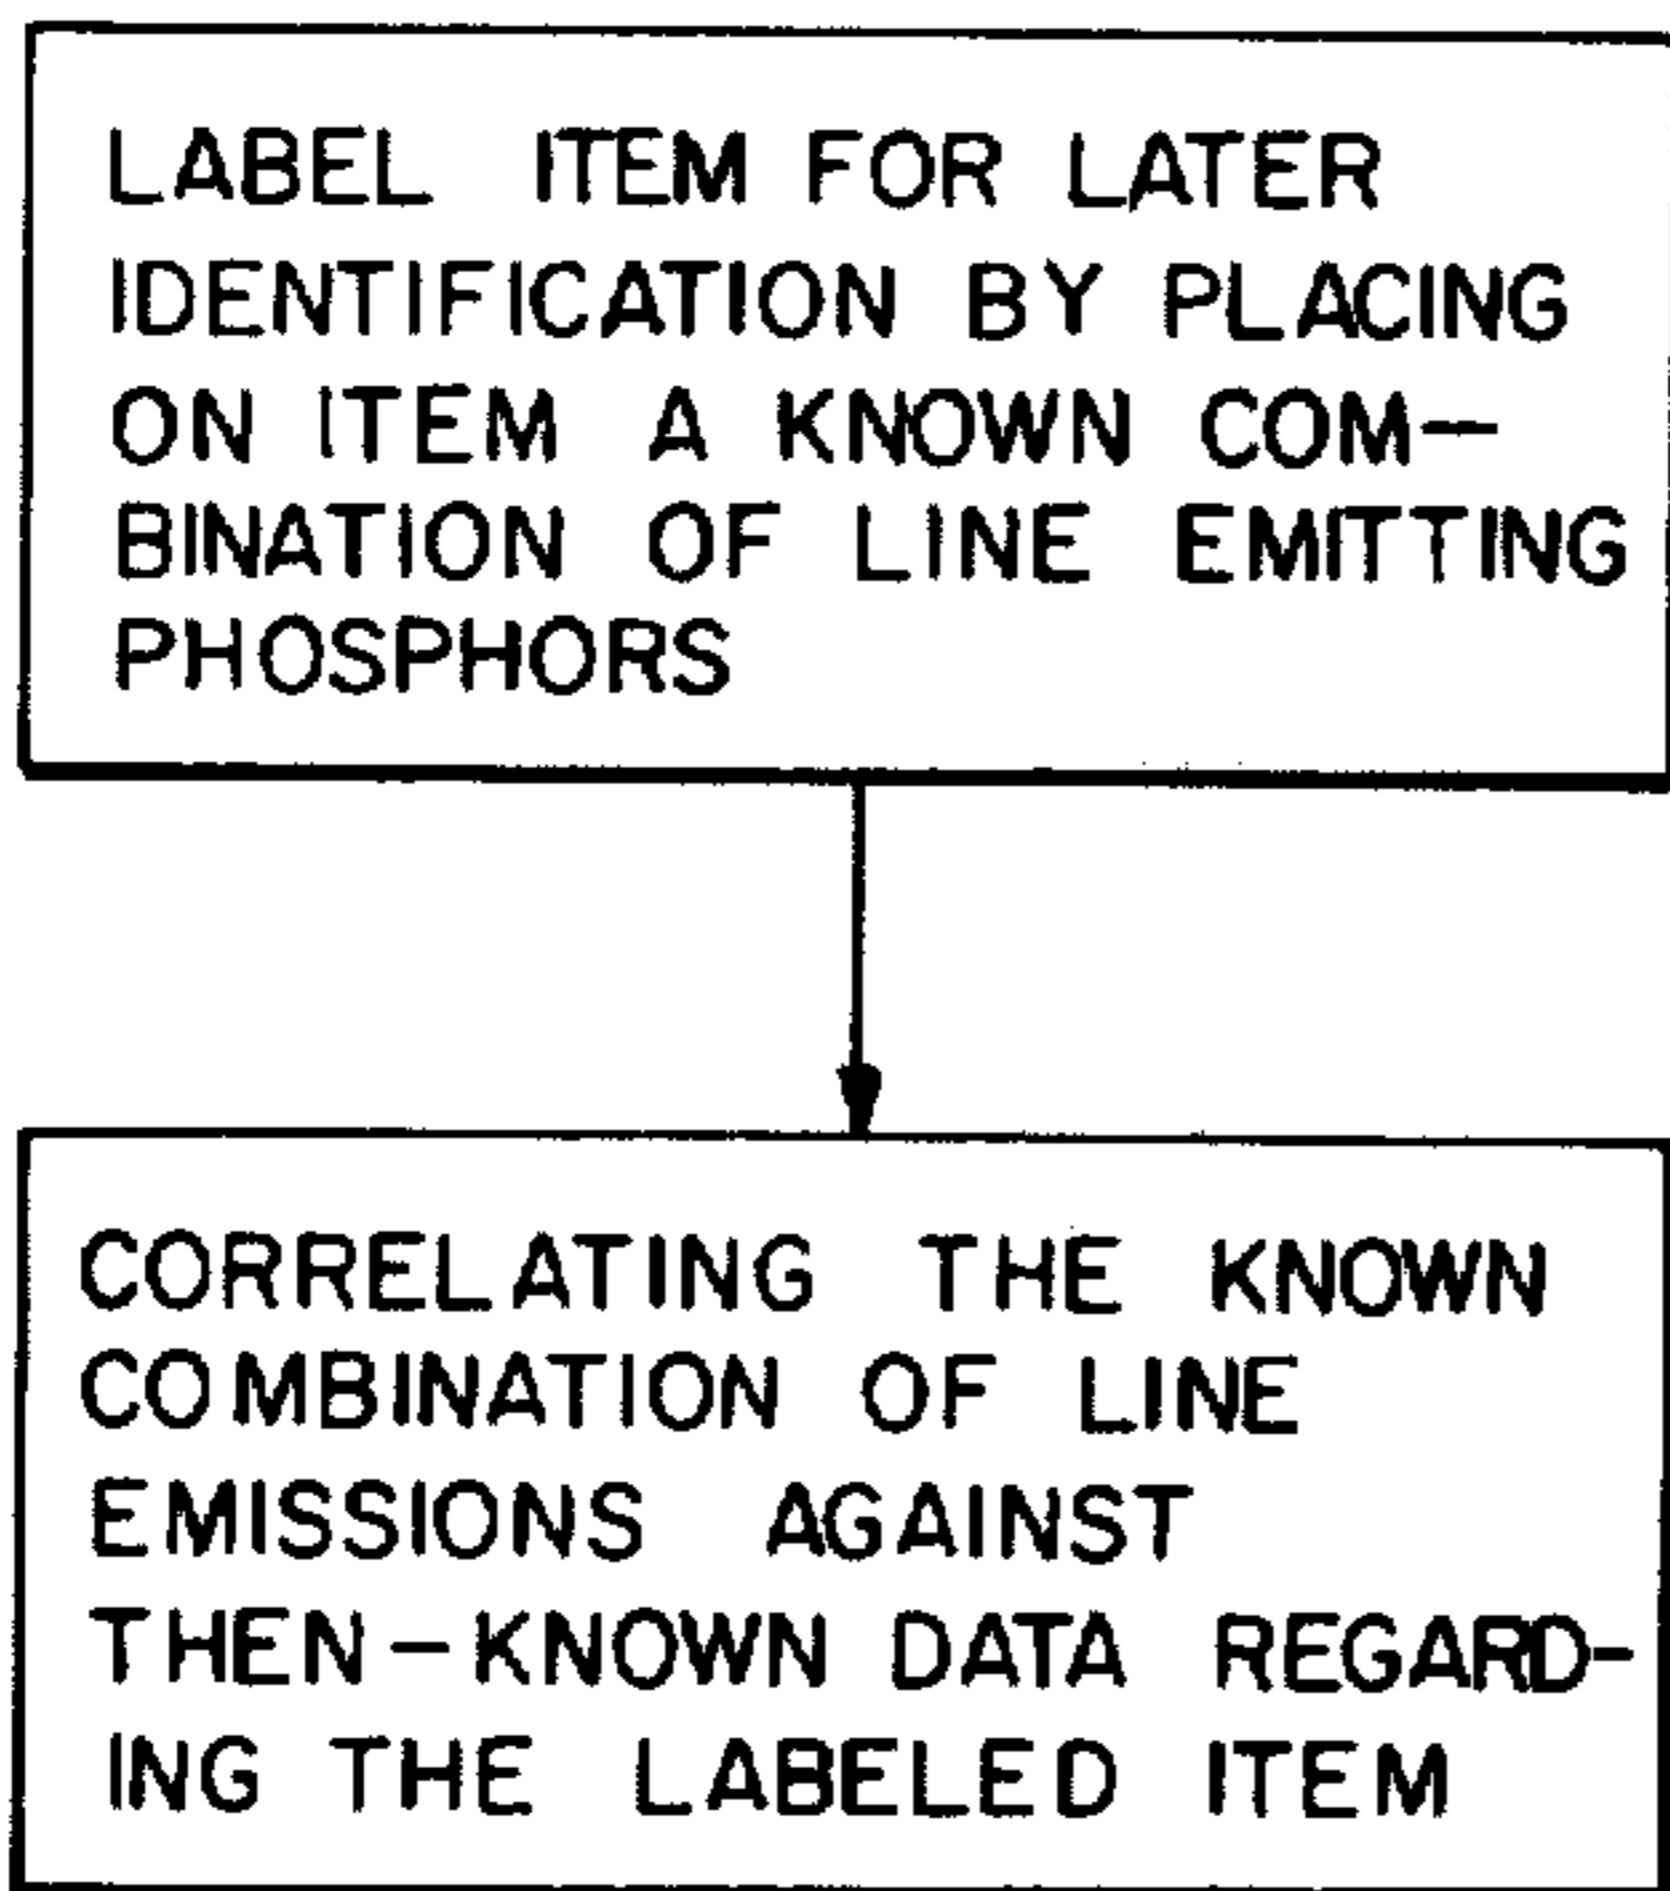 LABEL ITEM FOR LATER
IDENTIFICATION BY PLACING
ON ITEM A KNOWN COM-
BINATION OF LINE EMITTING
PHOSPHORS
CORRELATING THE KNOWN
COMBINATION OF LINE
EMISSIONS AGAINST
THEN-KNOWN DATA REGARD-
ING THE LABELED ITEM